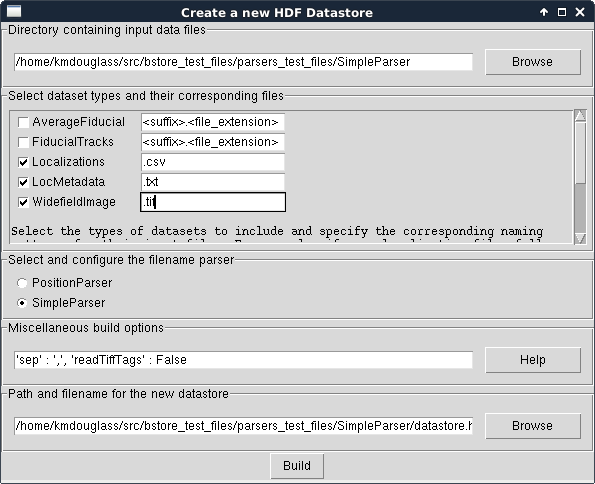 Create a new HDF Datastore
Directory containing input data files
/home/kmdouglass/src/bstore_test_files/parsers_test_files/SimpleParser
Browse
Select dataset types and their corresponding files
AverageFiducial <suffix>.<file_extension>
FiducialTracks <suffix>.<file_extension>
Localizations .csv
LocMetadata .txt
WidefieldImage .tif
Select the types of datasets to include and specify the corresponding naming
Select and configure the filename parser
PositionParser
SimpleParser
Miscellaneous build options
'sep' : ',', 'readTiffTags' : False
Help
Path and filename for the new datastore
/home/kmdouglass/src/bstore_test_files/parsers_test_files/SimpleParser/datastore.h
Browse
Build